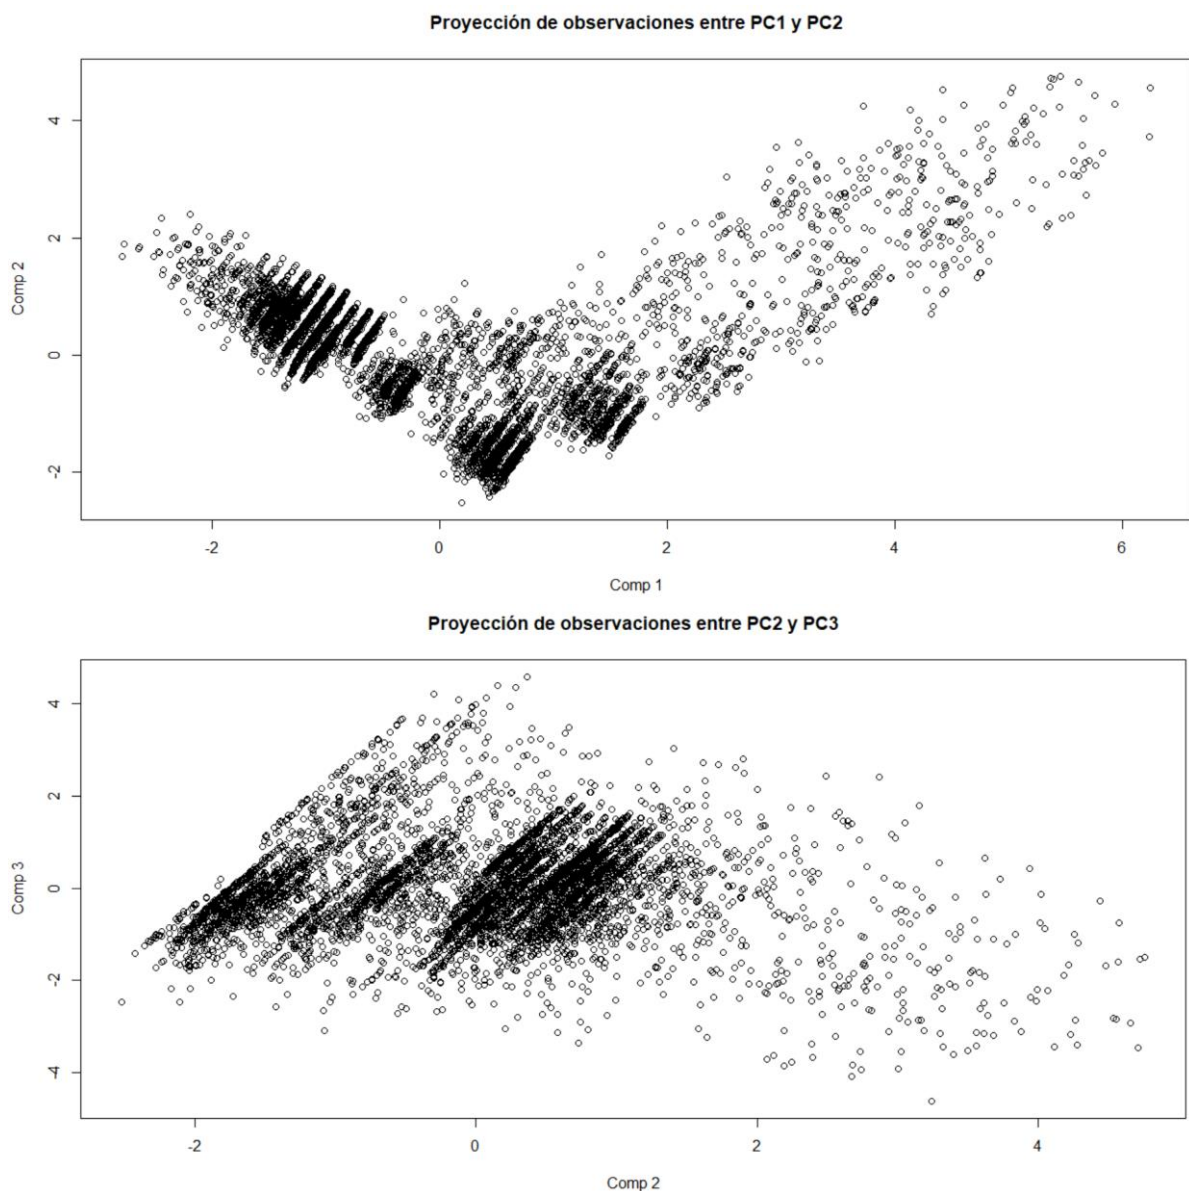 Proyección de observaciones entre PC1 y PC2
4
2
0
-2
Comp 2
-2 0 2 4 6
Comp 1
Proyección de observaciones entre PC2 y PC3
4
2
0
-2
-4
Comp 3
-2 0 2 4
Comp 2